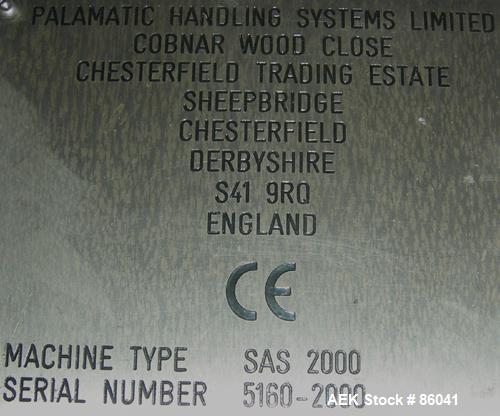 PALAMATIC HANDLING SYSTEMS LIMITED
COBNAR WOOD CLOSE
CHESTERFIELD TRADING ESTATE
SHEEPBRIDGE
CHESTERFIELD
DERBYSHIRE
S41 9RQ
ENGLAND
CE
MACHINE TYPE SAS 2000
SERIAL NUMBER 5160-2000
AEK Stock # 86041